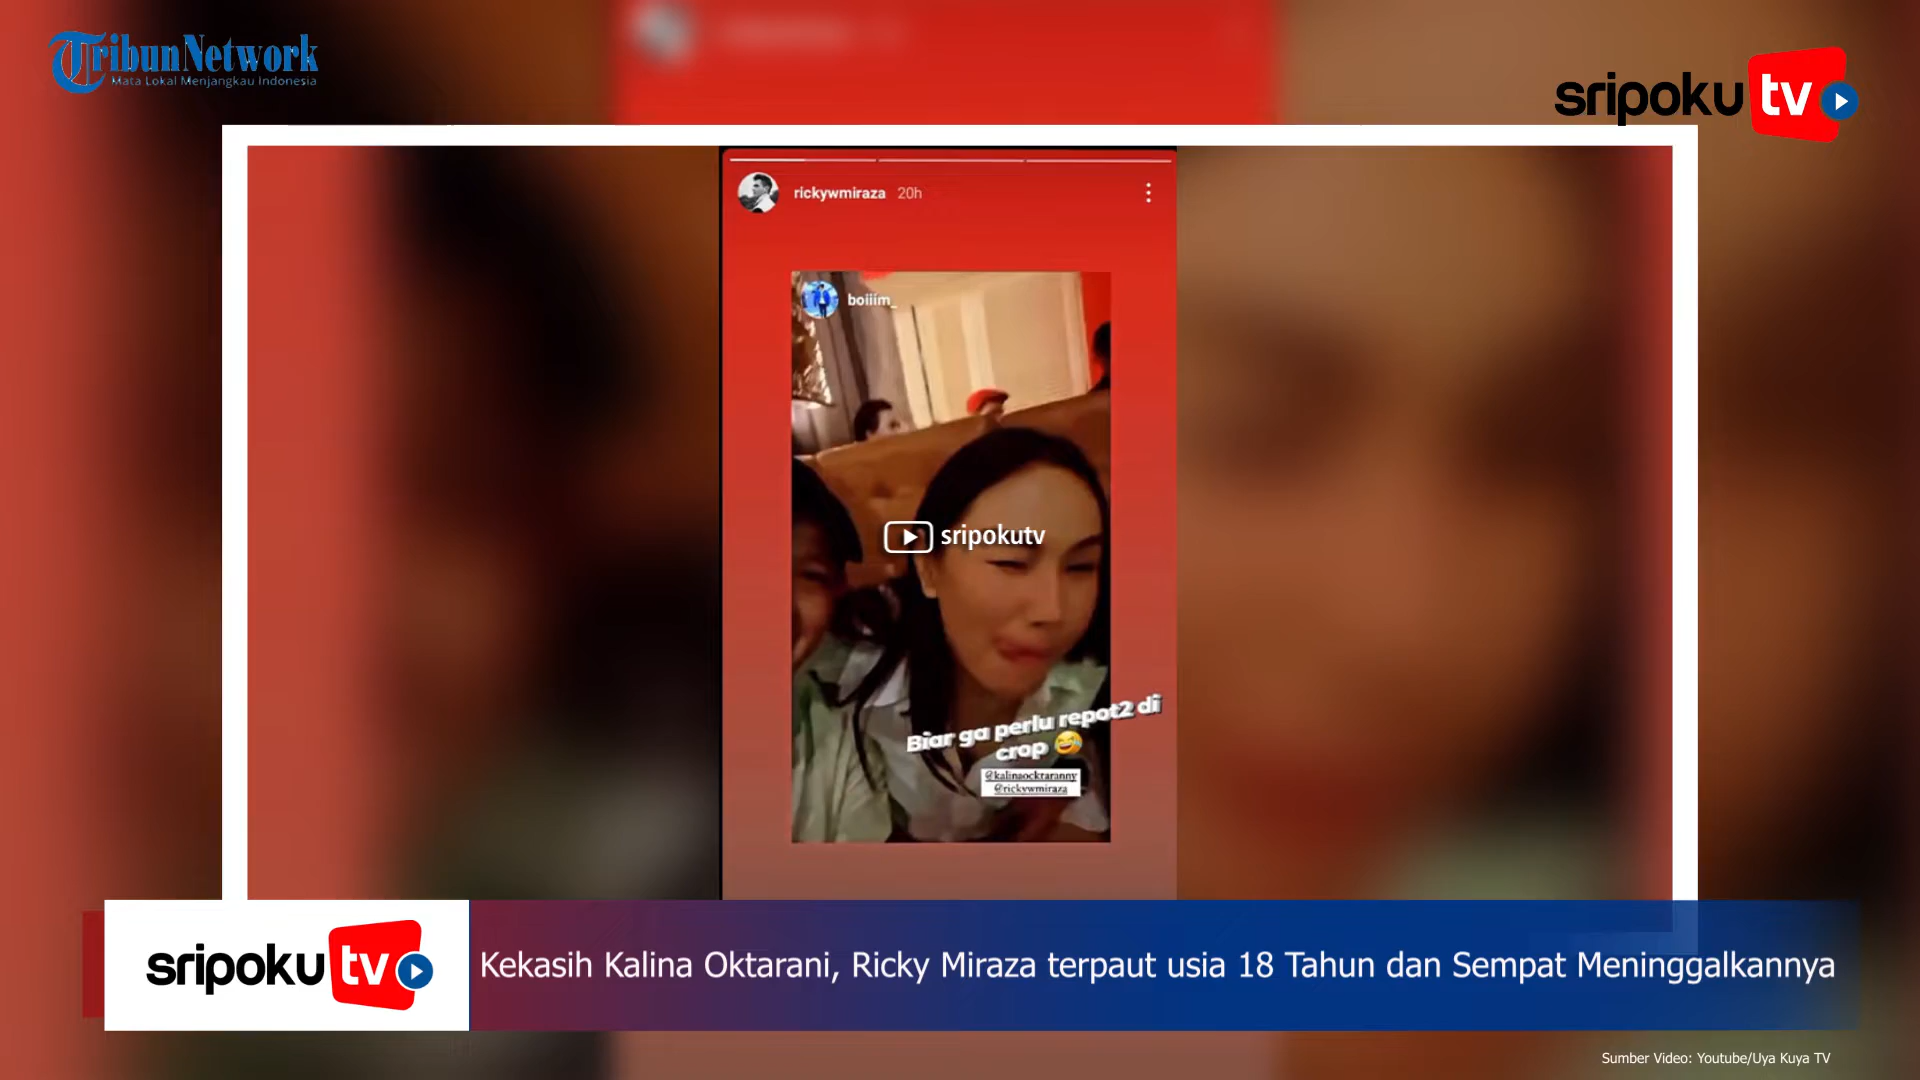 TribunNetwork
Mata Lokal Menjangkau Indonesia
sripoku tv
rickywmiraza 20h
boiiim_
sripokutv
Biar ga perlu repot2 di
crop 😂
@kalinaocktaranny
@rickywmiraza
sripoku tv
Kekasih Kalina Oktarani, Ricky Miraza terpaut usia 18 Tahun dan Sempat Meninggalkannya
Sumber Video: Youtube/Uya Kuya TV